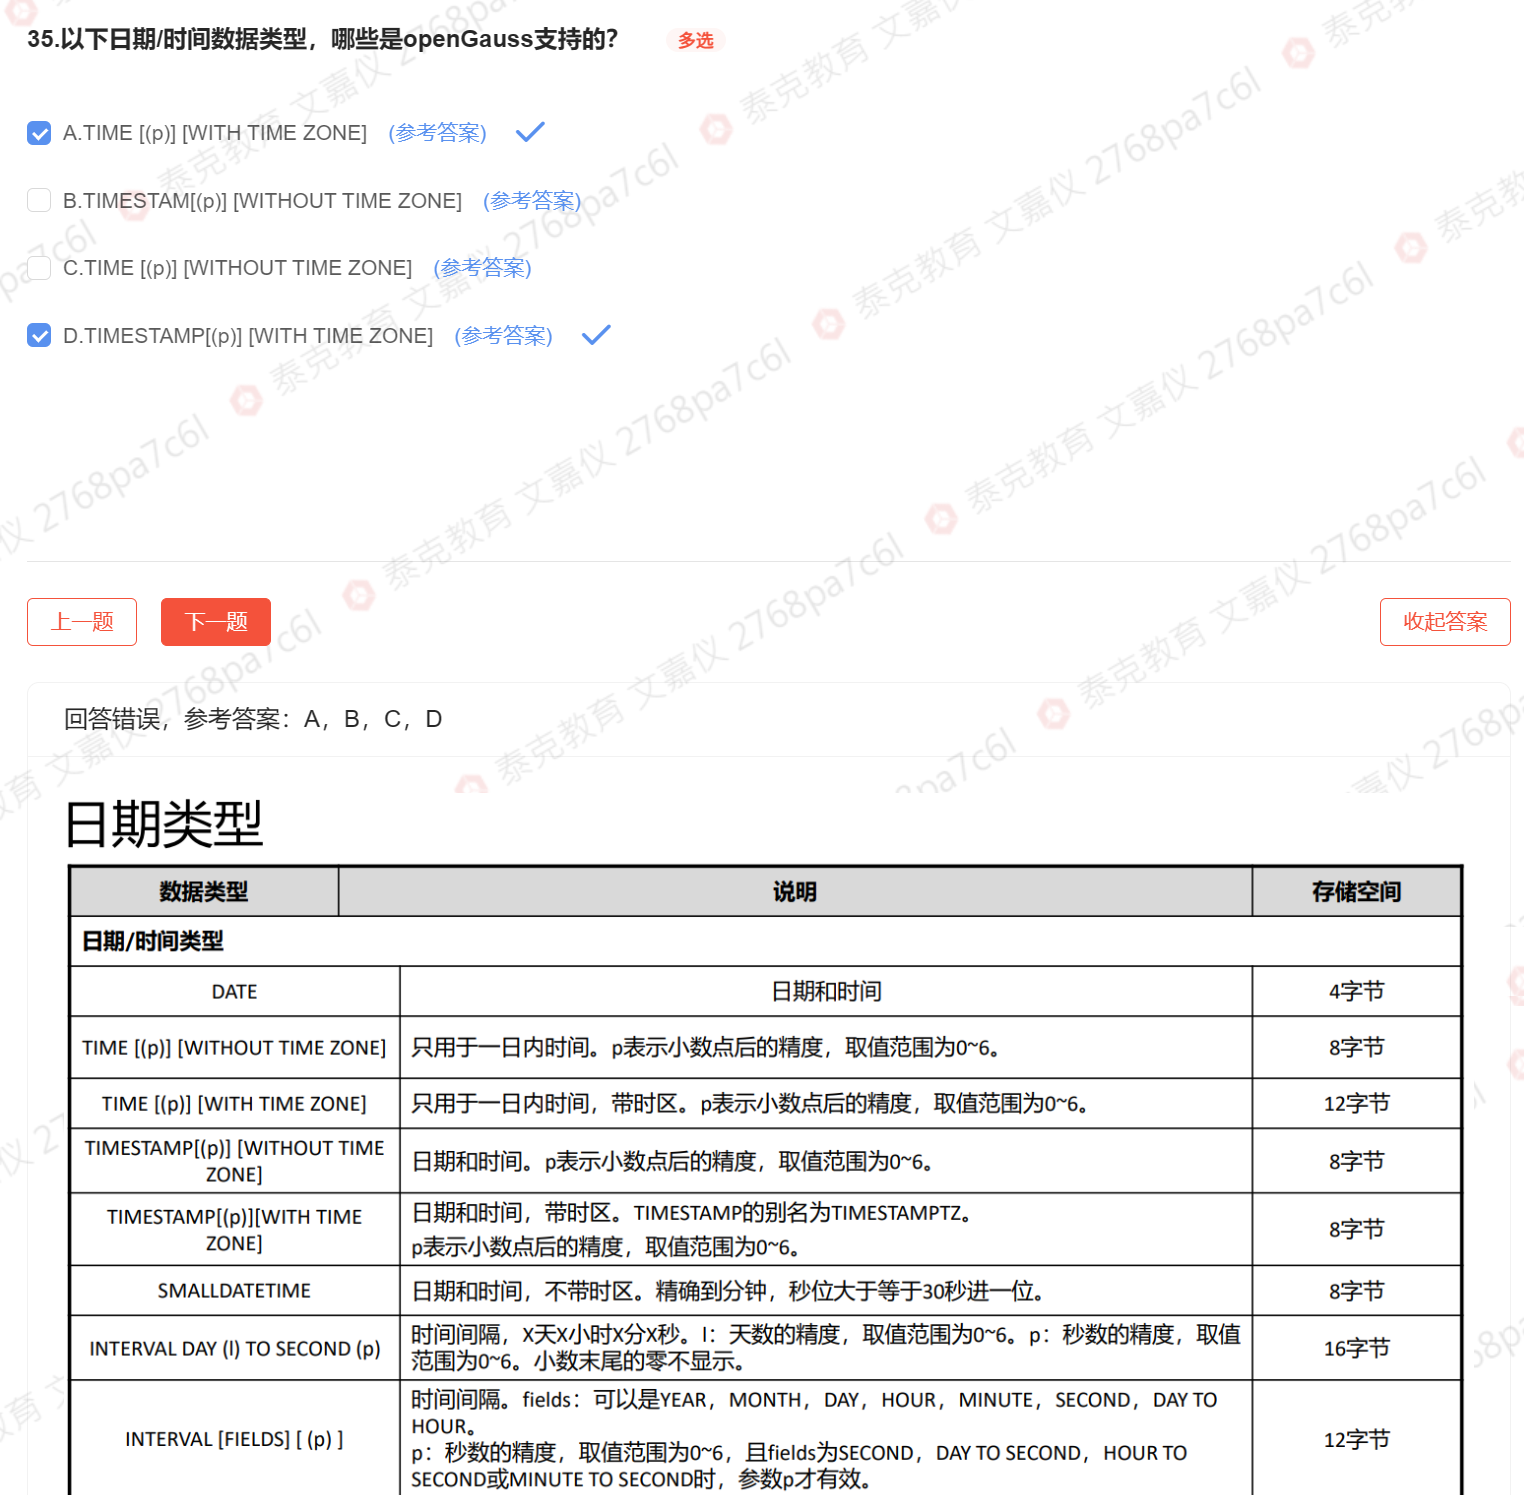 35.以下日期/时间数据类型，哪些是openGauss支持的？ 多选
A.TIME [(p)] [WITH TIME ZONE] (参考答案)
B.TIMESTAM[(p)] [WITHOUT TIME ZONE] (参考答案)
C.TIME [(p)] [WITHOUT TIME ZONE] (参考答案)
D.TIMESTAMP[(p)] [WITH TIME ZONE] (参考答案)
上一题 下一题 收起答案
回答错误，参考答案：A，B，C，D
日期类型
数据类型 说明 存储空间
日期/时间类型
DATE 日期和时间 4字节
TIME [(p)] [WITHOUT TIME ZONE] 只用于一日内时间。p表示小数点后的精度，取值范围为0~6。 8字节
TIME [(p)] [WITH TIME ZONE] 只用于一日内时间，带时区。p表示小数点后的精度，取值范围为0~6。 12字节
TIMESTAMP[(p)] [WITHOUT TIME
ZONE]
日期和时间。p表示小数点后的精度，取值范围为0~6。 8字节
TIMESTAMP[(p)][WITH TIME
ZONE]
日期和时间，带时区。TIMESTAMP的别名为TIMESTAMPTZ。
p表示小数点后的精度，取值范围为0~6。
8字节
SMALLDATETIME 日期和时间，不带时区。精确到分钟，秒位大于等于30秒进一位。 8字节
INTERVAL DAY (l) TO SECOND (p)
时间间隔，X天X小时X分X秒。l：天数的精度，取值范围为0~6。p：秒数的精度，取值
范围为0~6。小数末尾的零不显示。
16字节
INTERVAL [FIELDS] [ (p) ]
时间间隔。fields：可以是YEAR，MONTH，DAY，HOUR，MINUTE，SECOND，DAY TO
HOUR。
p：秒数的精度，取值范围为0~6，且fields为SECOND，DAY TO SECOND，HOUR TO
SECOND或MINUTE TO SECOND时，参数p才有效。
12字节
泰克教育 文嘉仪 2768pa7c6l